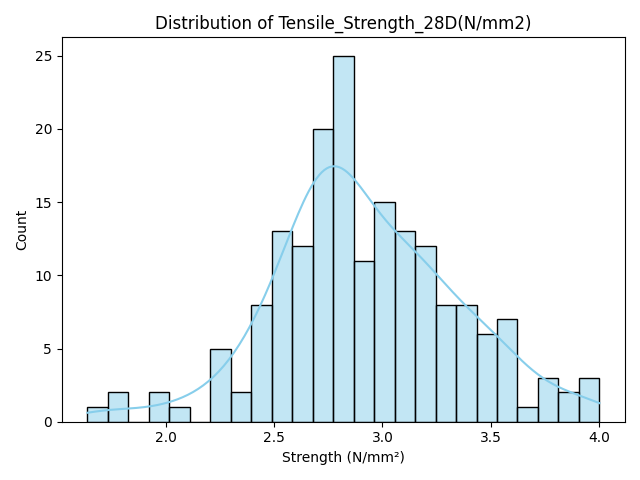 Distribution of Tensile_Strength_28D(N/mm2)
25
20
15
10
5
0
Count
2.0 2.5 3.0 3.5 4.0
Strength (N/mm²)